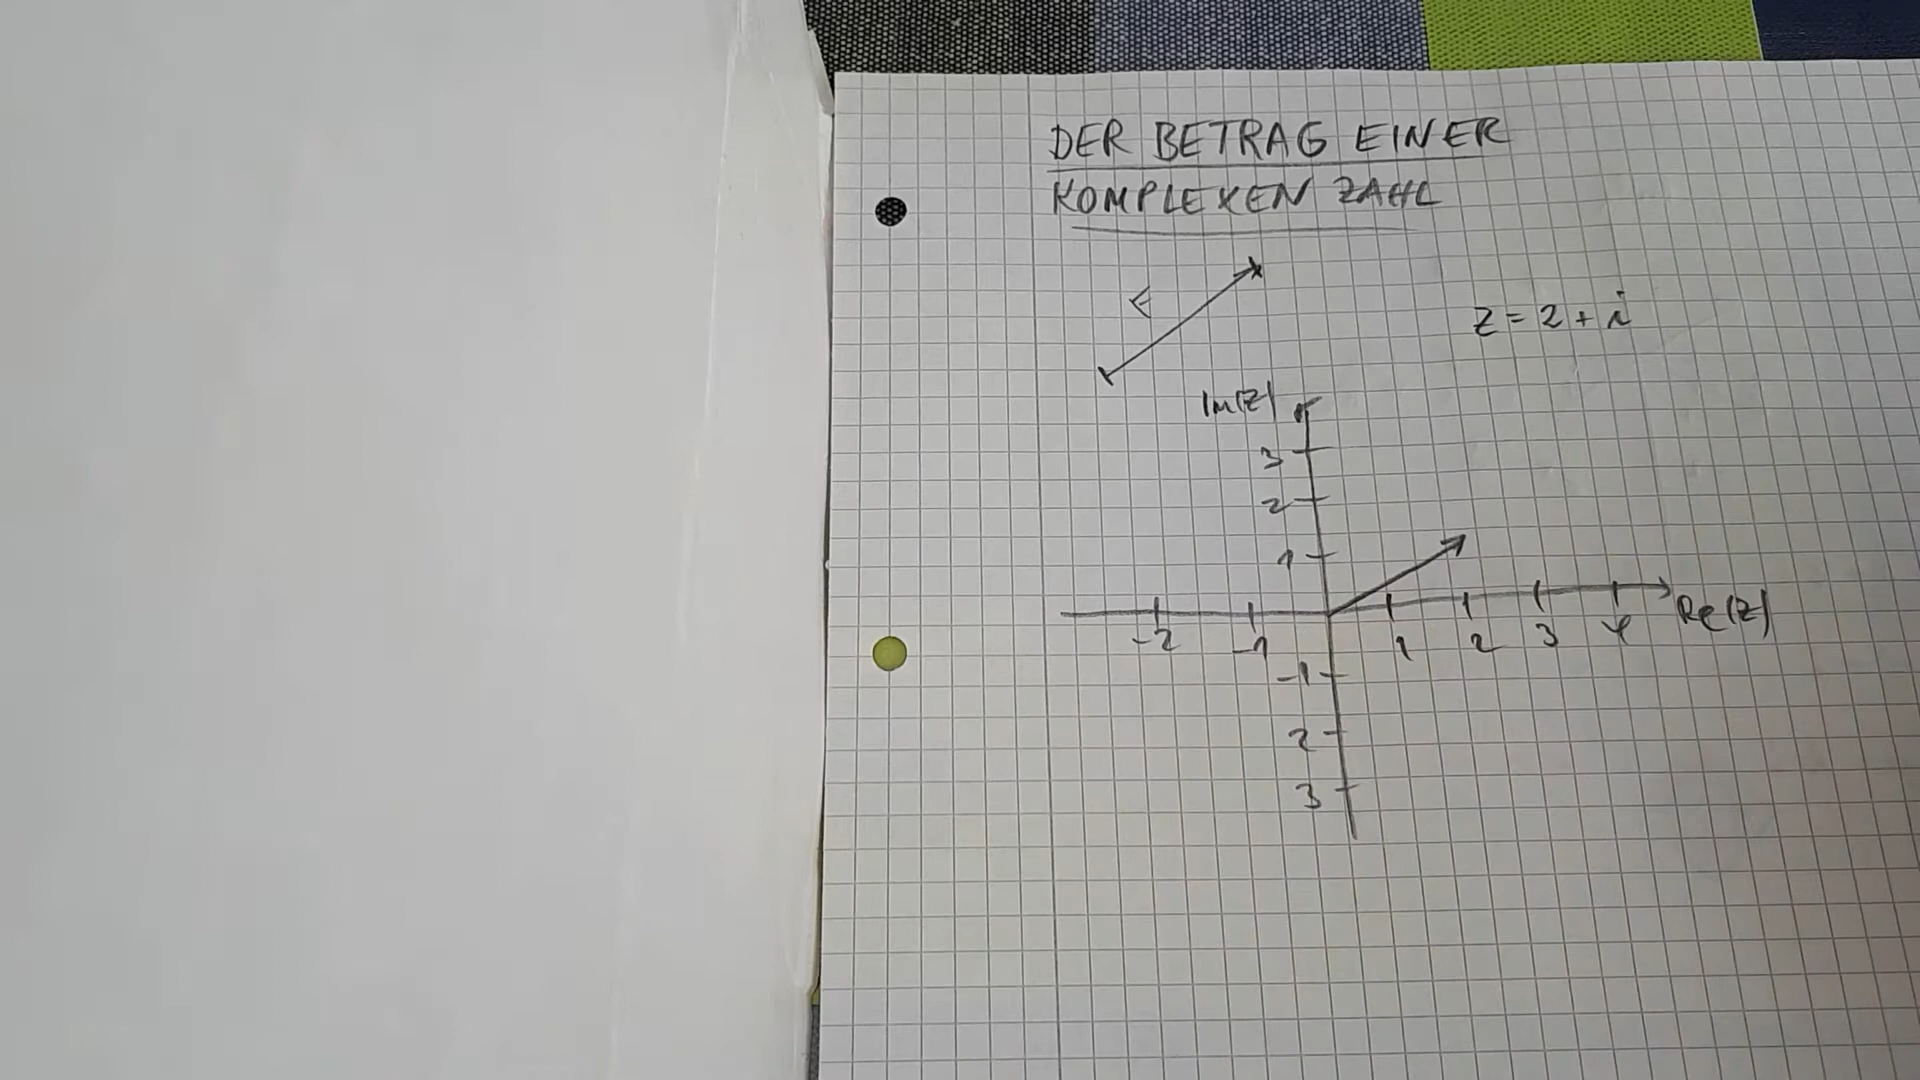 DER BETRAG EINER
KOMPLEXEN ZAHL
z = 2 + i
Im(z)
3
2
1
-2 -1 1 2 3 4 Re(z)
-1
2
3